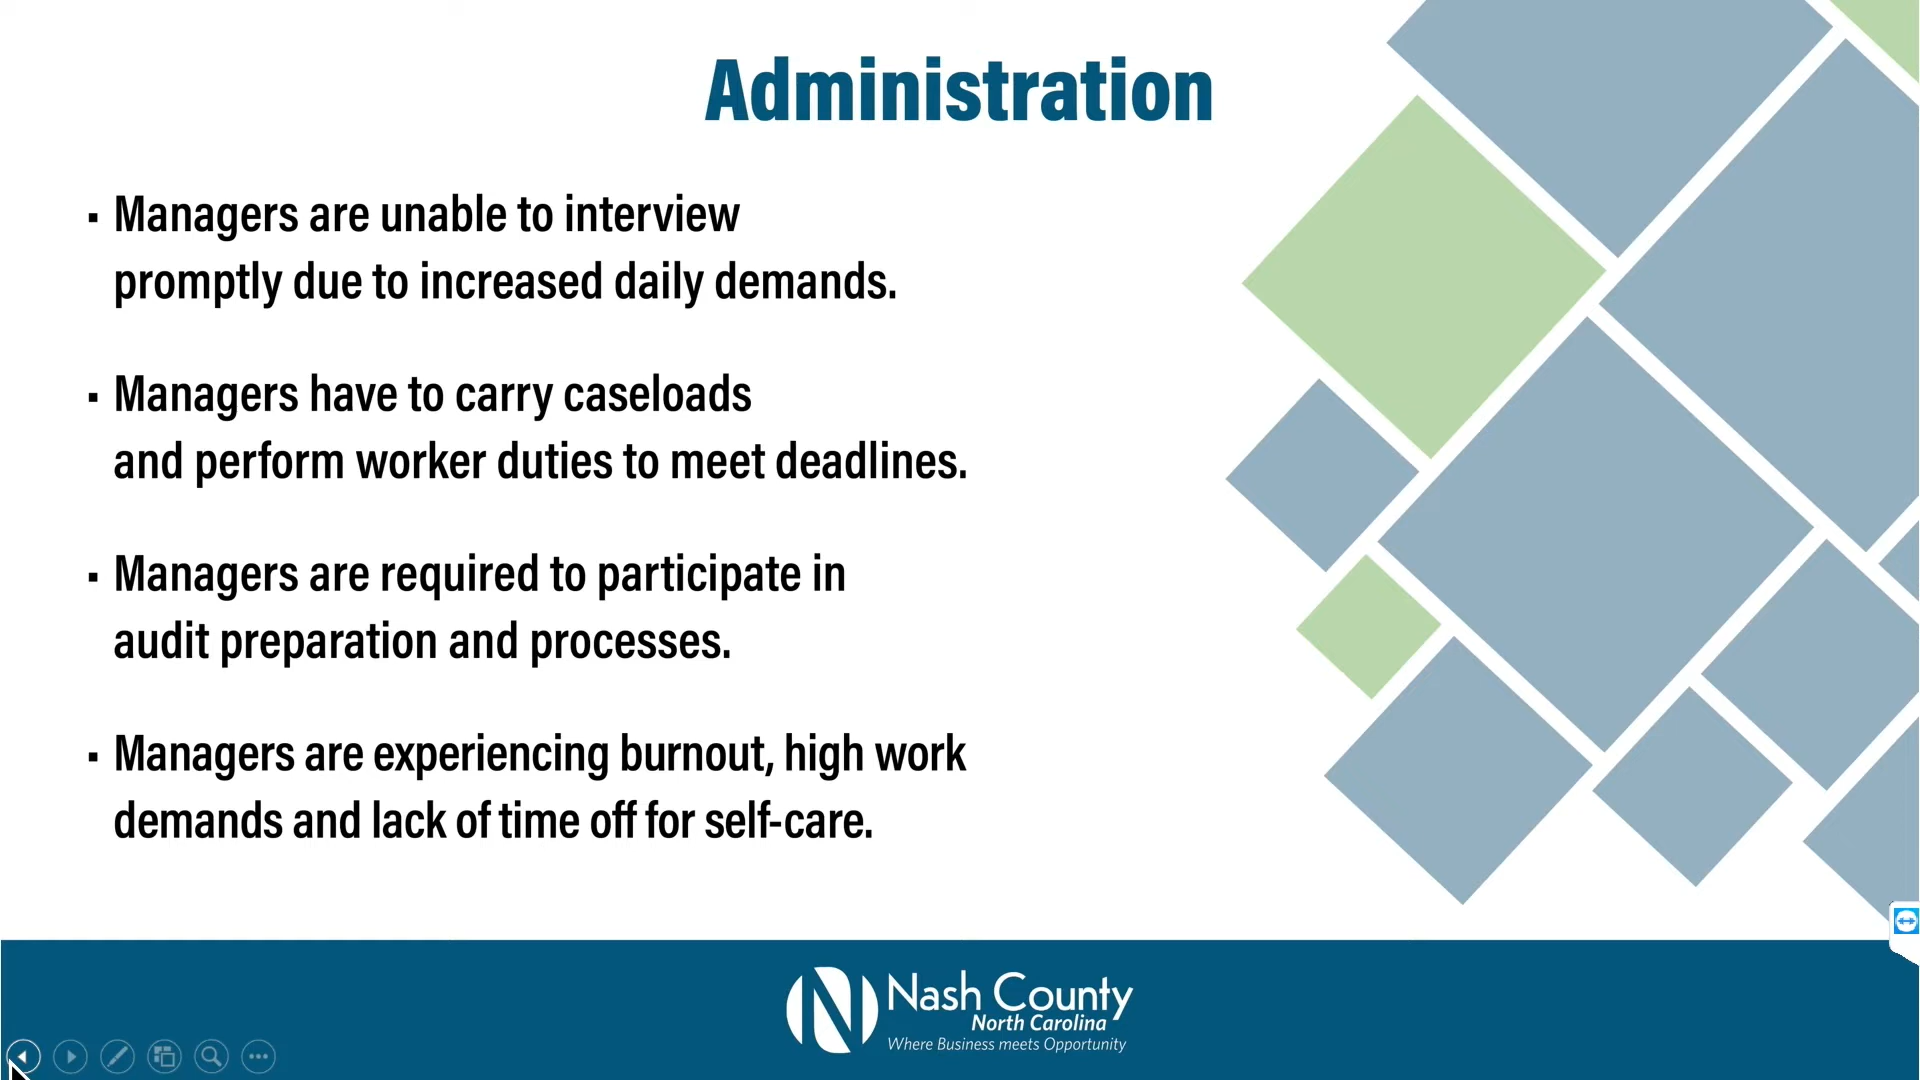 Administration
▪ Managers are unable to interview
promptly due to increased daily demands.
▪ Managers have to carry caseloads
and perform worker duties to meet deadlines.
▪ Managers are required to participate in
audit preparation and processes.
▪ Managers are experiencing burnout, high work
demands and lack of time off for self-care.
Nash County
North Carolina
Where Business meets Opportunity